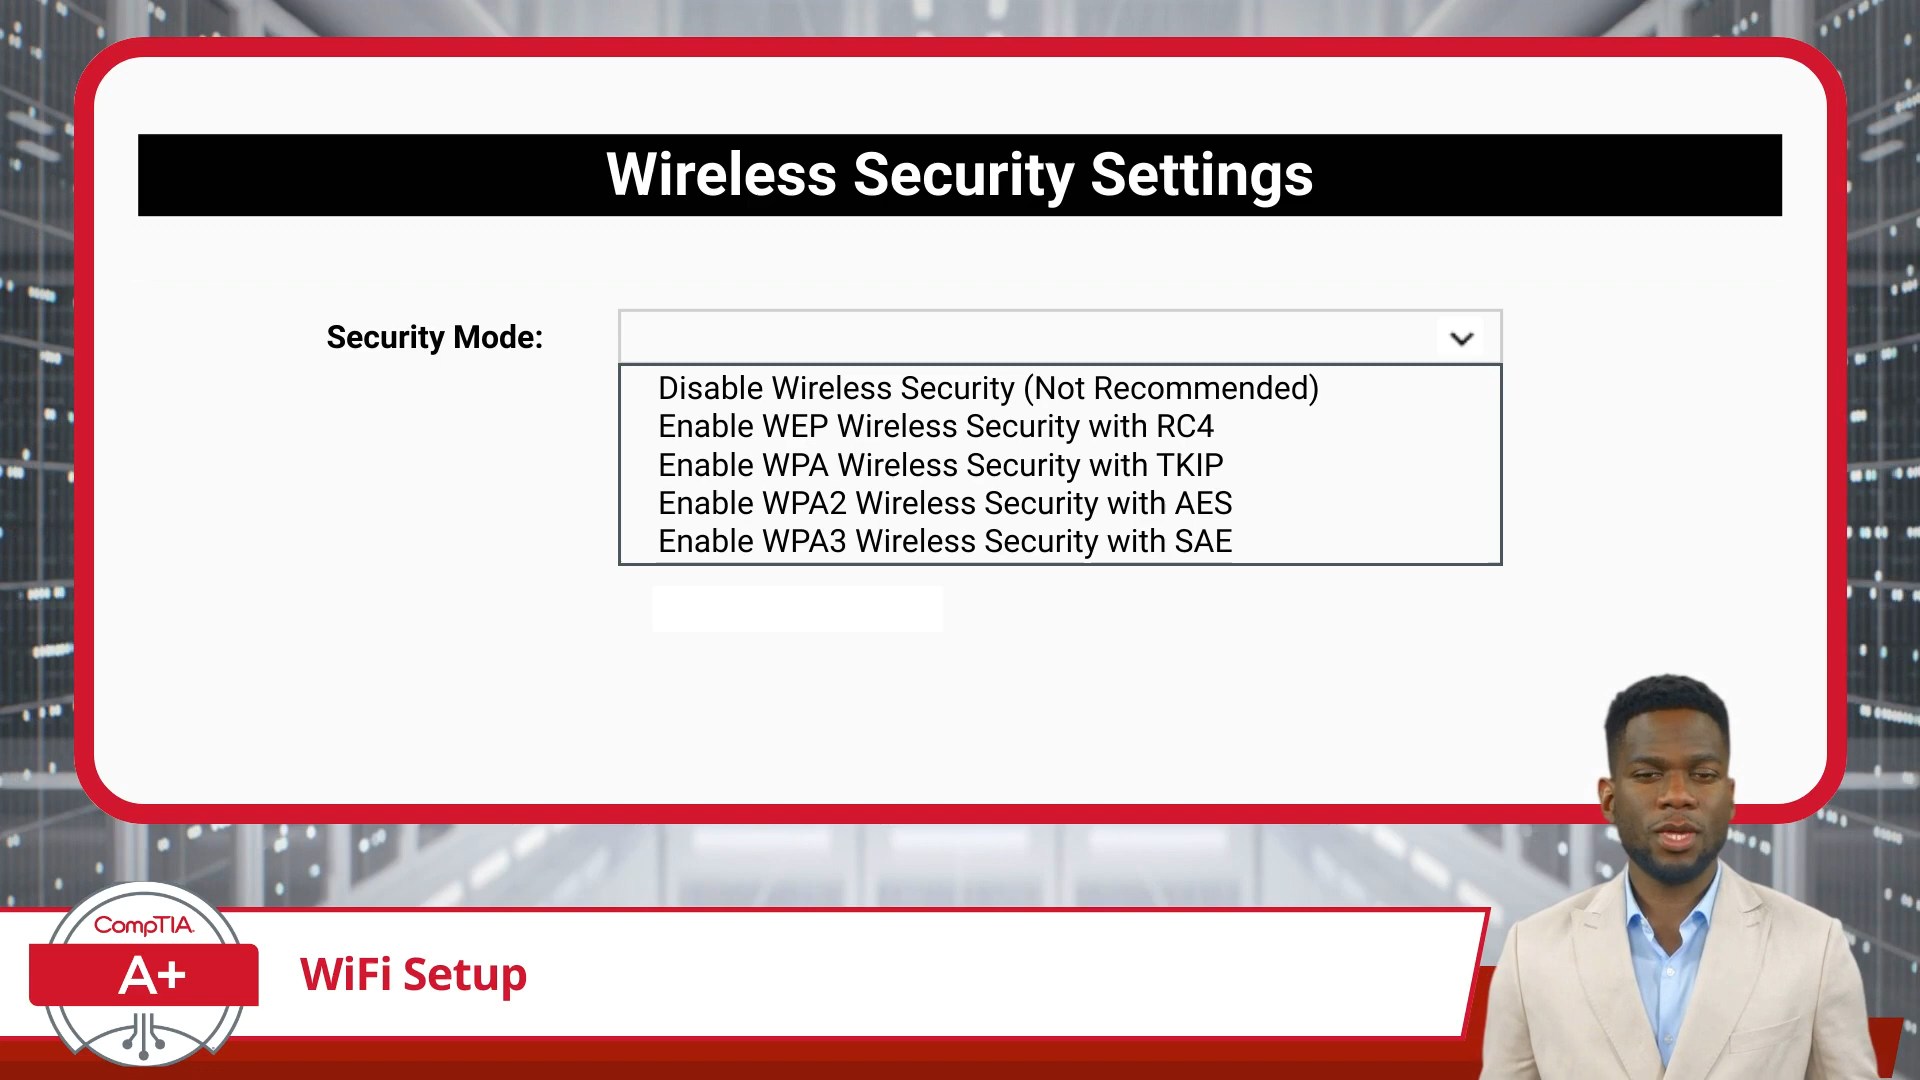 Wireless Security Settings
Security Mode:
Disable Wireless Security (Not Recommended)
Enable WEP Wireless Security with RC4
Enable WPA Wireless Security with TKIP
Enable WPA2 Wireless Security with AES
Enable WPA3 Wireless Security with SAE
CompTIA.
A+
WiFi Setup